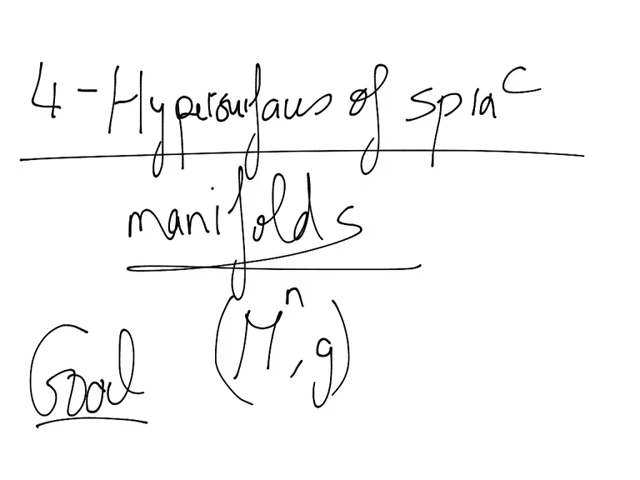 4 - Hypersurfaces of spin^c
manifolds
Goal (M^n, g)